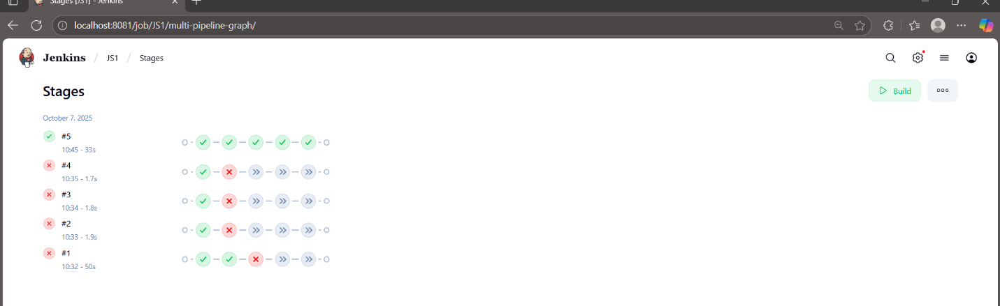 Stages [JS1] - Jenkins
localhost:8081/job/JS1/multi-pipeline-graph/
Jenkins / JS1 / Stages
Stages
Build
October 7, 2025
#5
10:45 - 33s
#4
10:35 - 1.7s
#3
10:34 - 1.8s
#2
10:33 - 1.9s
#1
10:32 - 50s